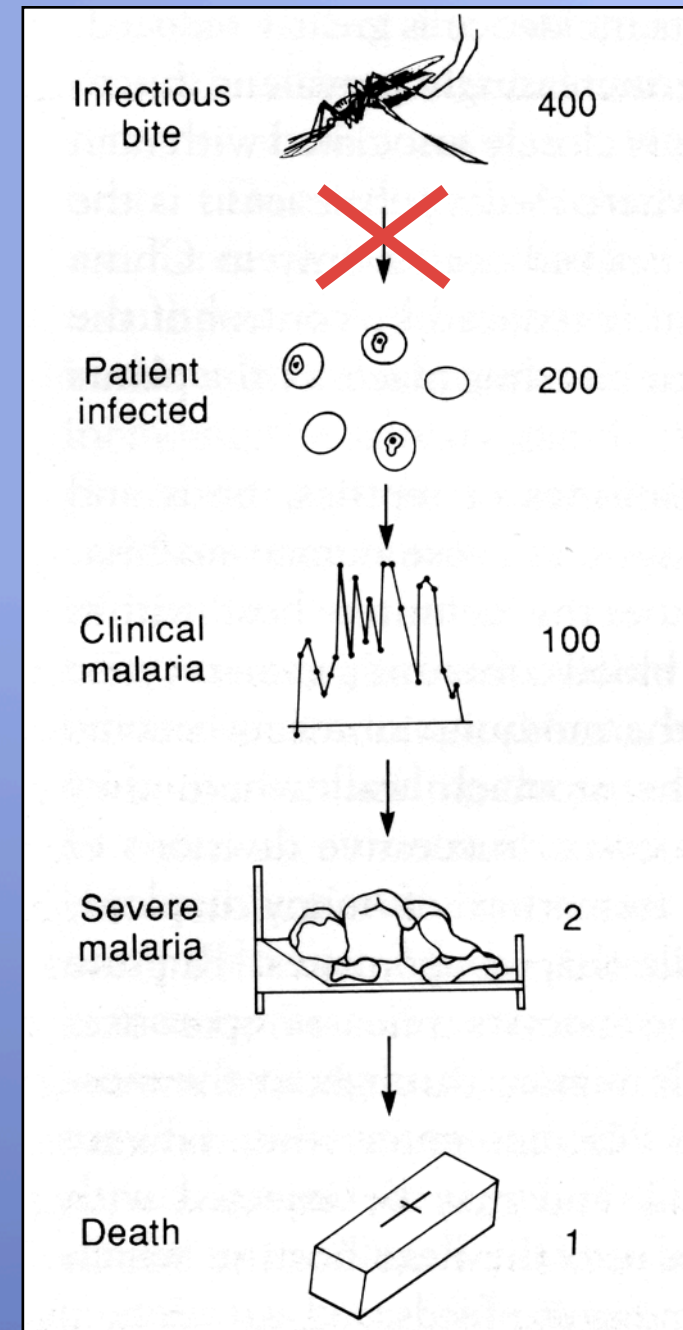 Infectious
bite
400
Patient
infected
200
Clinical
malaria
100
Severe
malaria
2
Death
1